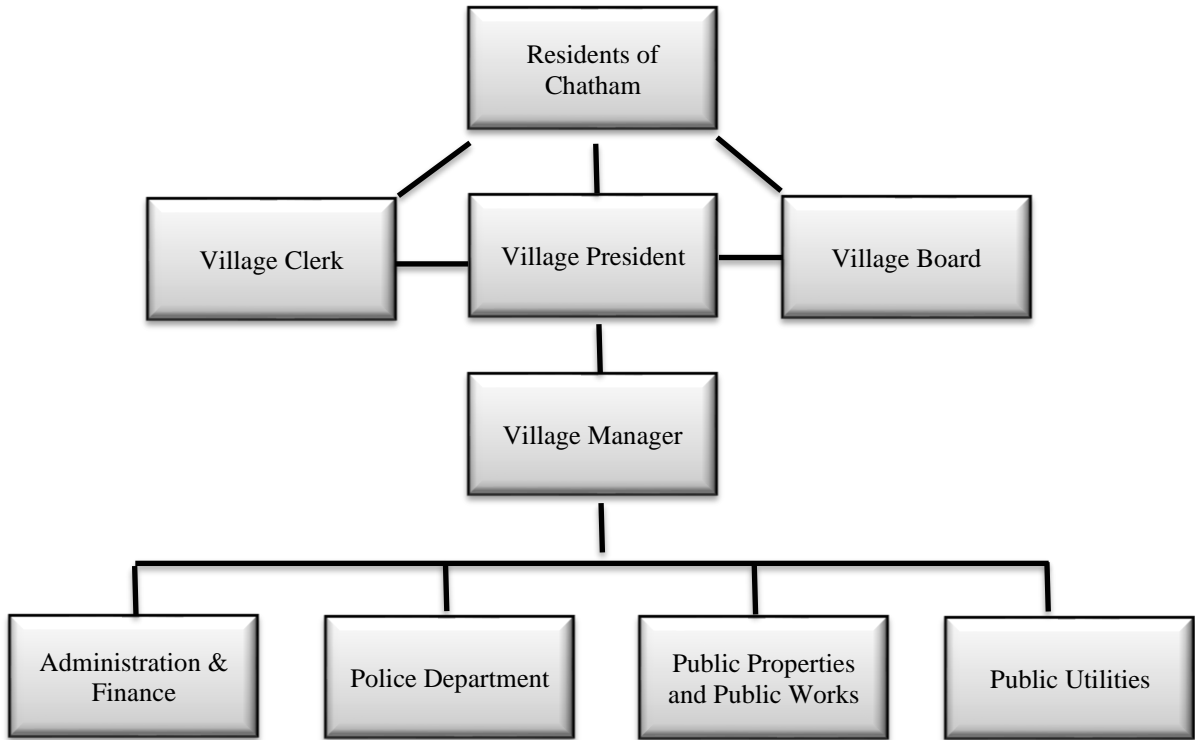 Residents of
Chatham
Village Clerk
Village President
Village Board
Village Manager
Administration &
Finance
Police Department
Public Properties
and Public Works
Public Utilities